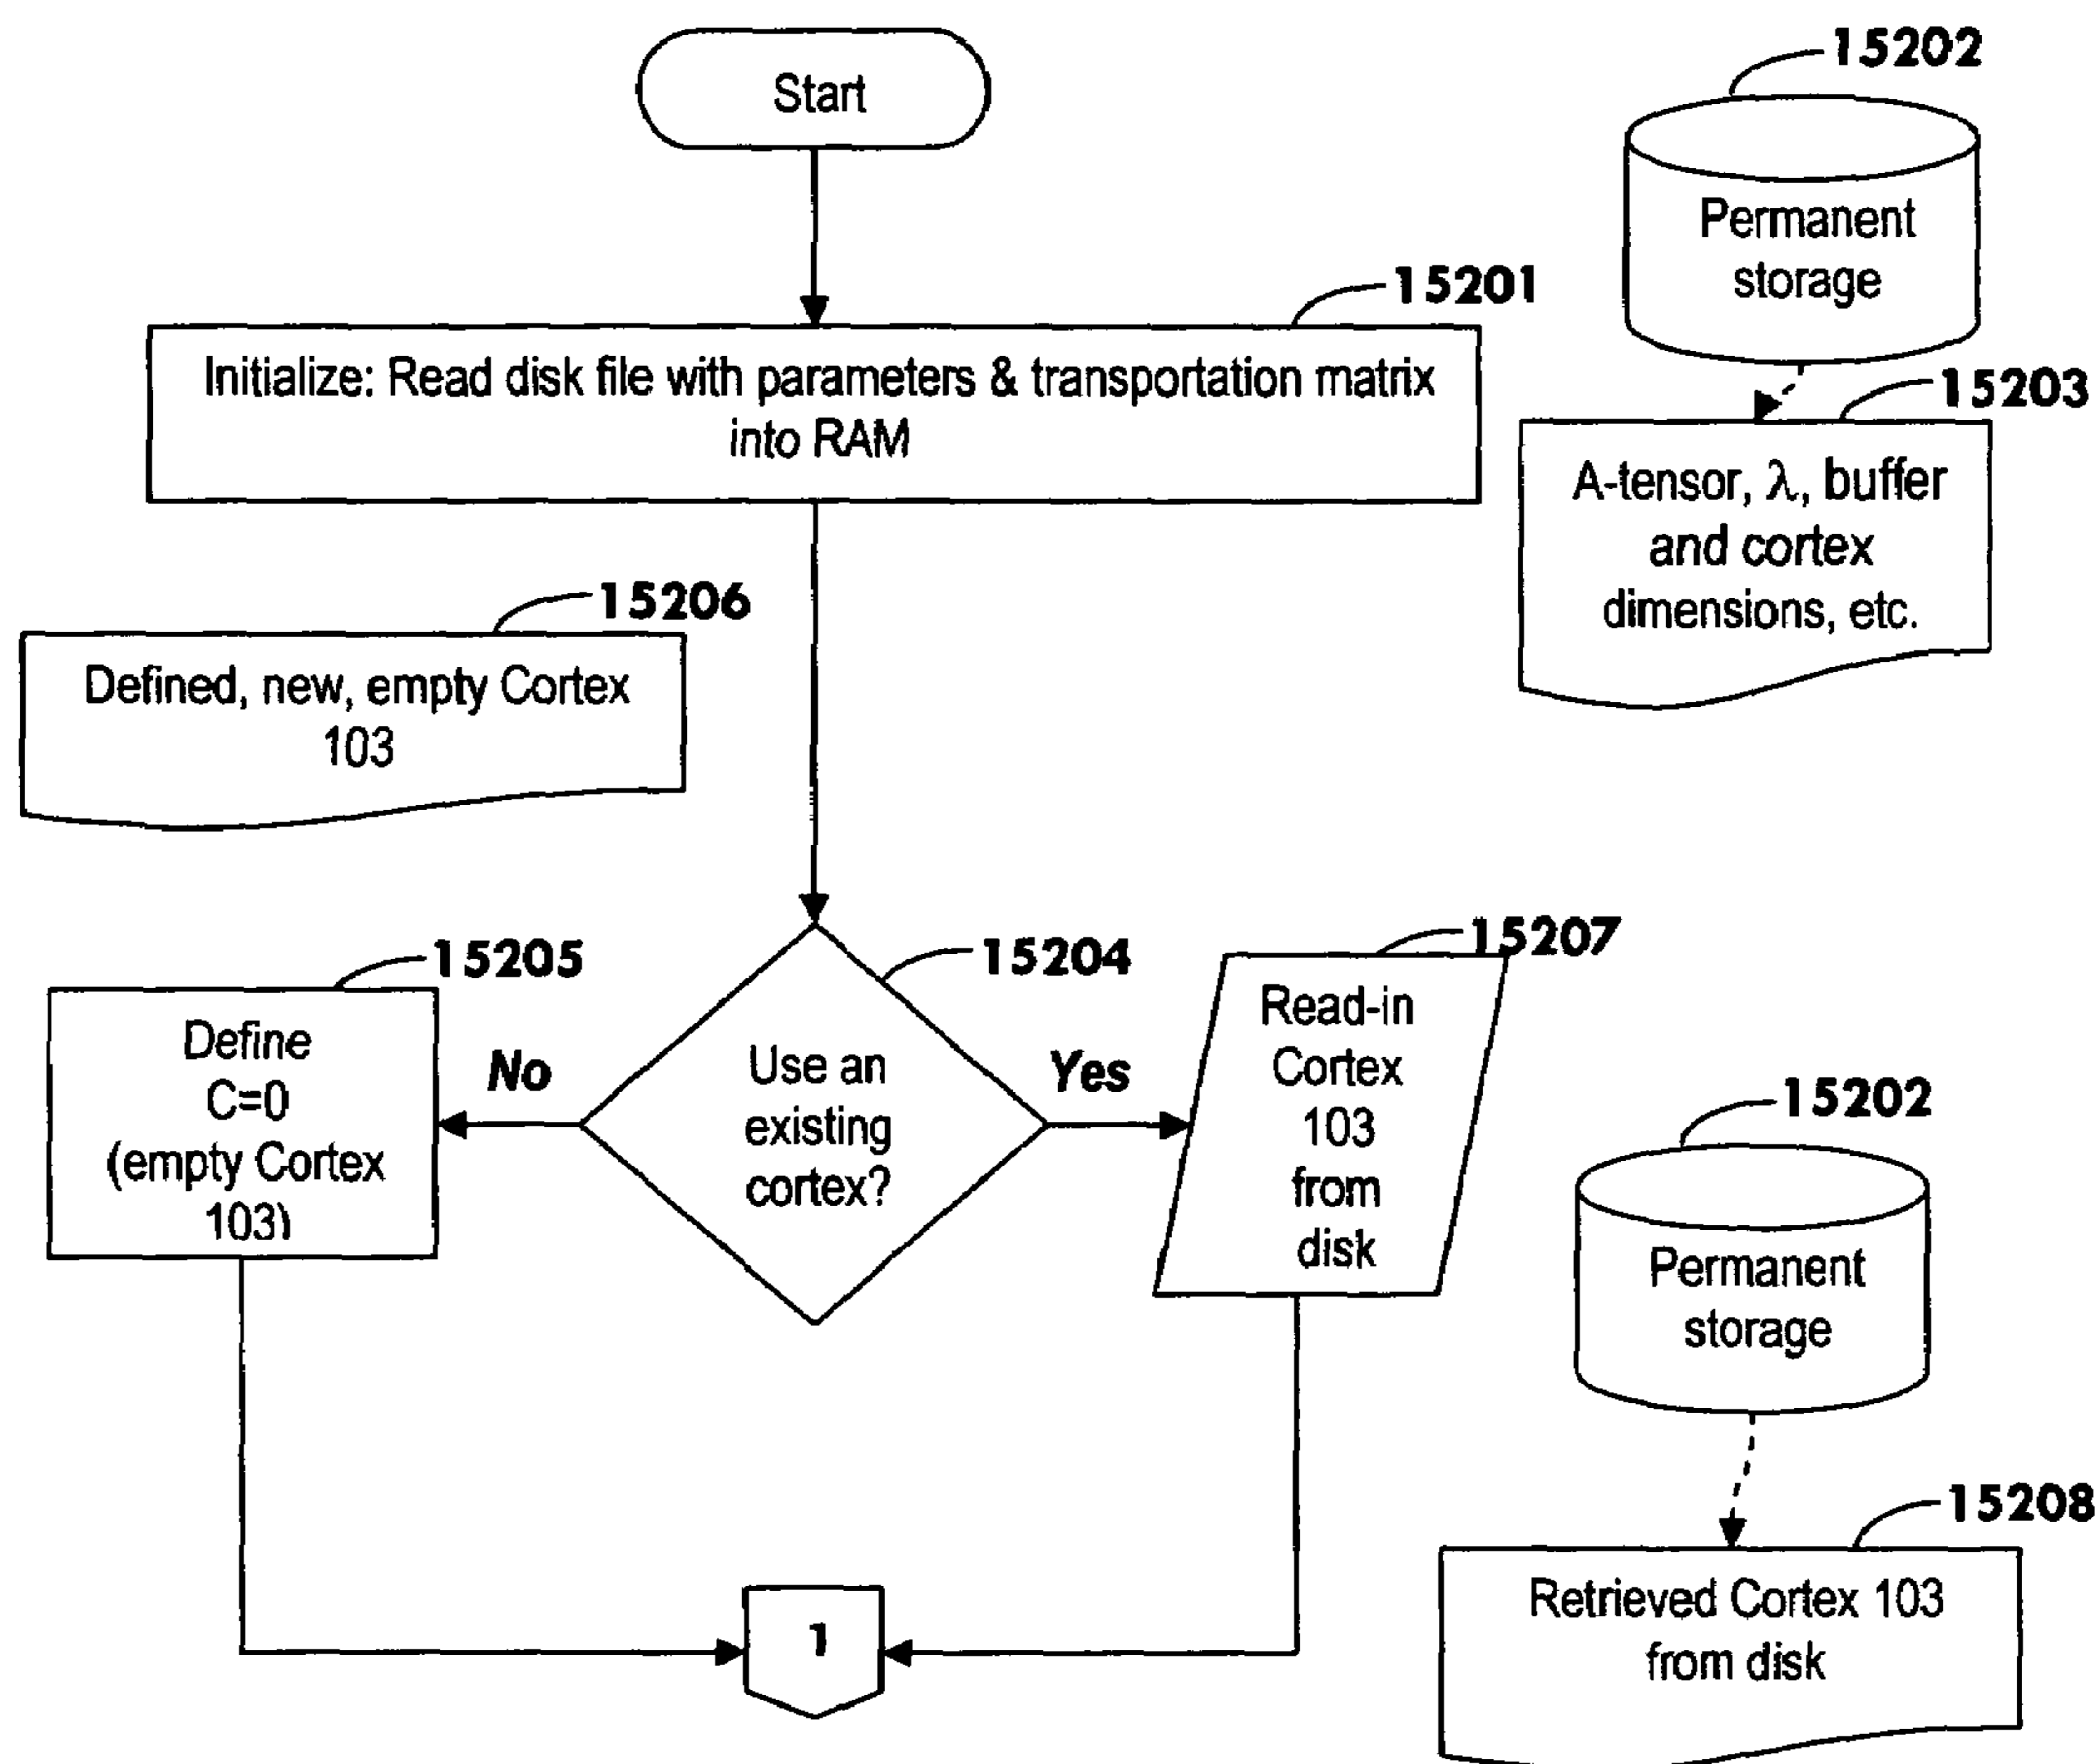 Start
15202
Permanent
storage
15201
Initialize: Read disk file with parameters & transportation matrix
into RAM
15203
A-tensor, λ, buffer
and cortex
dimensions, etc.
15206
Defined, new, empty Cortex
103
15205
Define
C=0
(empty Cortex
103)
No
15204
Use an
existing
cortex?
Yes
15207
Read-in
Cortex
103
from
disk
15202
Permanent
storage
15208
Retrieved Cortex 103
from disk
1